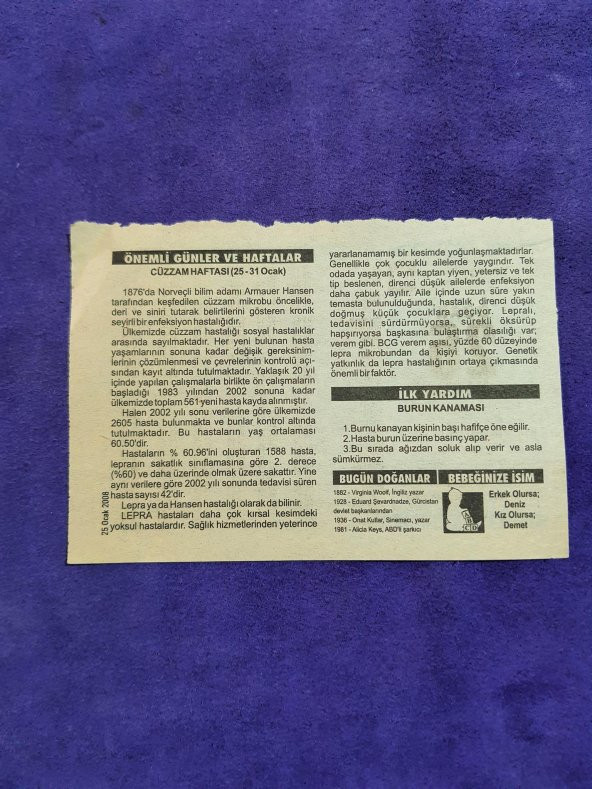 ÖNEMLİ GÜNLER VE HAFTALAR
CÜZZAM HAFTASI (25 - 31 Ocak)
1876'da Norveçli bilim adamı Armauer Hansen
tarafından keşfedilen cüzzam mikrobu öncelikle,
deri ve siniri tutarak belirtilerini gösteren kronik
seyirli bir enfeksiyon hastalığıdır.
Ülkemizde cüzzam hastalığı sosyal hastalıklar
arasında sayılmaktadır. Her yeni bulunan hasta
yaşamlarının sonuna kadar değişik gereksinim-
lerinin çözümlenmesi ve çevrelerinin kontrolü açı-
sından kayıt altında tutulmaktadır. Yaklaşık 20 yıl
içinde yapılan çalışmalarla birlikte ön çalışmaların
başladığı 1983 yılından 2002 sonuna kadar
ülkemizde toplam 561 yeni hasta kayda alınmıştır.
Halen 2002 yılı sonu verilerine göre ülkemizde
2605 hasta bulunmakta ve bunlar kontrol altında
tutulmaktadır. Bu hastaların yaş ortalaması
60.50'dir.
Hastaların % 60.96'ini oluşturan 1588 hasta,
lepranın sakatlık sınıflamasına göre 2. derece
(%60) ve daha üzerinde olmak üzere sakattır. Yine
aynı verilere göre 2002 yılı sonunda tedavisi süren
hasta sayısı 42'dir.
Lepra ya da Hansen hastalığı olarak da bilinir.
LEPRA hastaları daha çok kırsal kesimdeki
yoksul hastalardır. Sağlık hizmetlerinden yeterince
25 Ocak 2008
yararlanamamış bir kesimde yoğunlaşmaktadırlar.
Genellikle çok çocuklu ailelerde yaygındır. Tek
odada yaşayan, aynı kaptan yiyen, yetersiz ve tek
tip beslenen, direnci düşük ailelerde enfeksiyon
daha çabuk yayılır. Aile içinde uzun süre yakın
temasta bulunulduğunda, hastalık, direnci düşük
doğmuş küçük çocuklara geçiyor. Lepralı,
tedavisini sürdürmüyorsa, sürekli öksürüp
hapşırıyorsa başkasına bulaştırma olasılığı var;
verem gibi. BCG verem aşısı, yüzde 60 düzeyinde
lepra mikrobundan da kişiyi koruyor. Genetik
yatkınlık da lepra hastalığının ortaya çıkmasında
önemli bir faktör.
İLK YARDIM
BURUN KANAMASI
1.Burnu kanayan kişinin başı hafifçe öne eğilir.
2.Hasta burun üzerine basınç yapar.
3.Bu sırada ağızdan soluk alıp verir ve asla
sümkürmez.
BUGÜN DOĞANLAR
1882 - Virginia Woolf, İngiliz yazar
1928 - Eduard Şevardnadze, Gürcistan
devlet başkanlarından
1936 - Onat Kutlar, Sinemacı, yazar
1981 - Alicia Keys, ABD'li şarkıcı
BEBEĞİNİZE İSİM
Erkek Olursa;
Deniz
Kız Olursa;
Demet